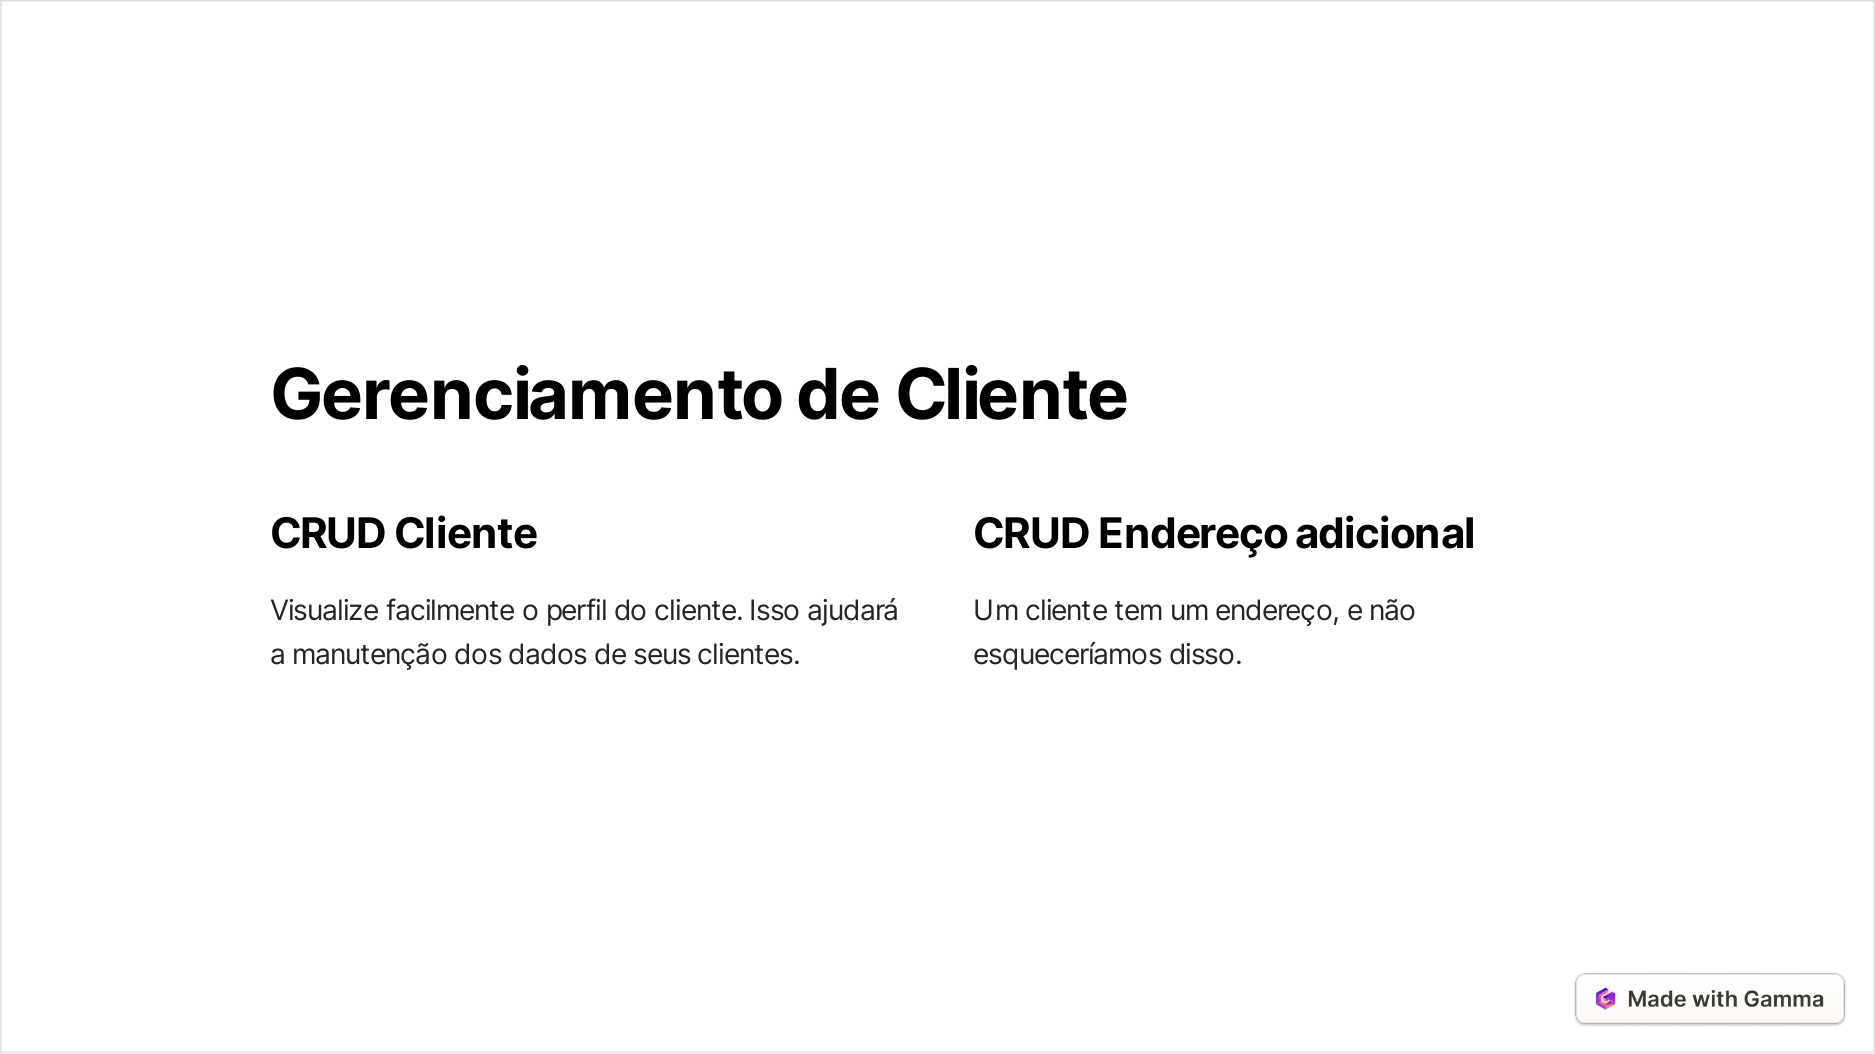 Gerenciamento de Cliente
CRUD Cliente
Visualize facilmente o perfil do cliente. Isso ajudará
a manutenção dos dados de seus clientes.
CRUD Endereço adicional
Um cliente tem um endereço, e não
esqueceríamos disso.
Made with Gamma